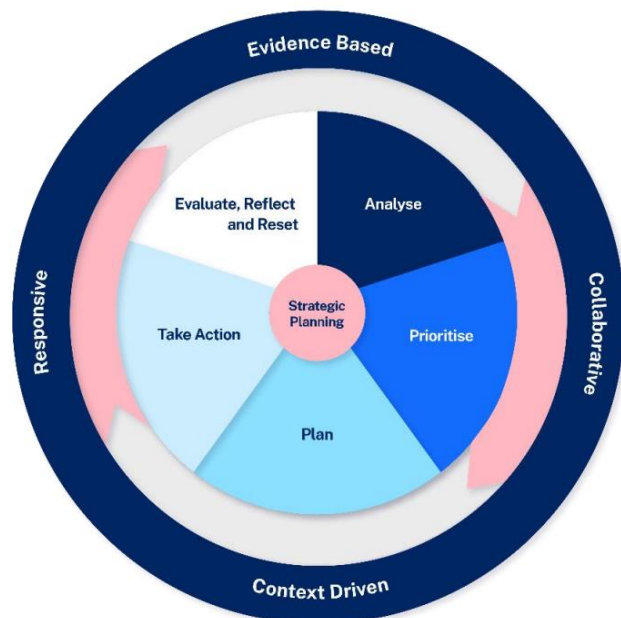 Evidence Based
Evaluate, Reflect
and Reset
Analyse
Responsive
Strategic
Planning
Collaborative
Take Action
Prioritise
Plan
Context Driven